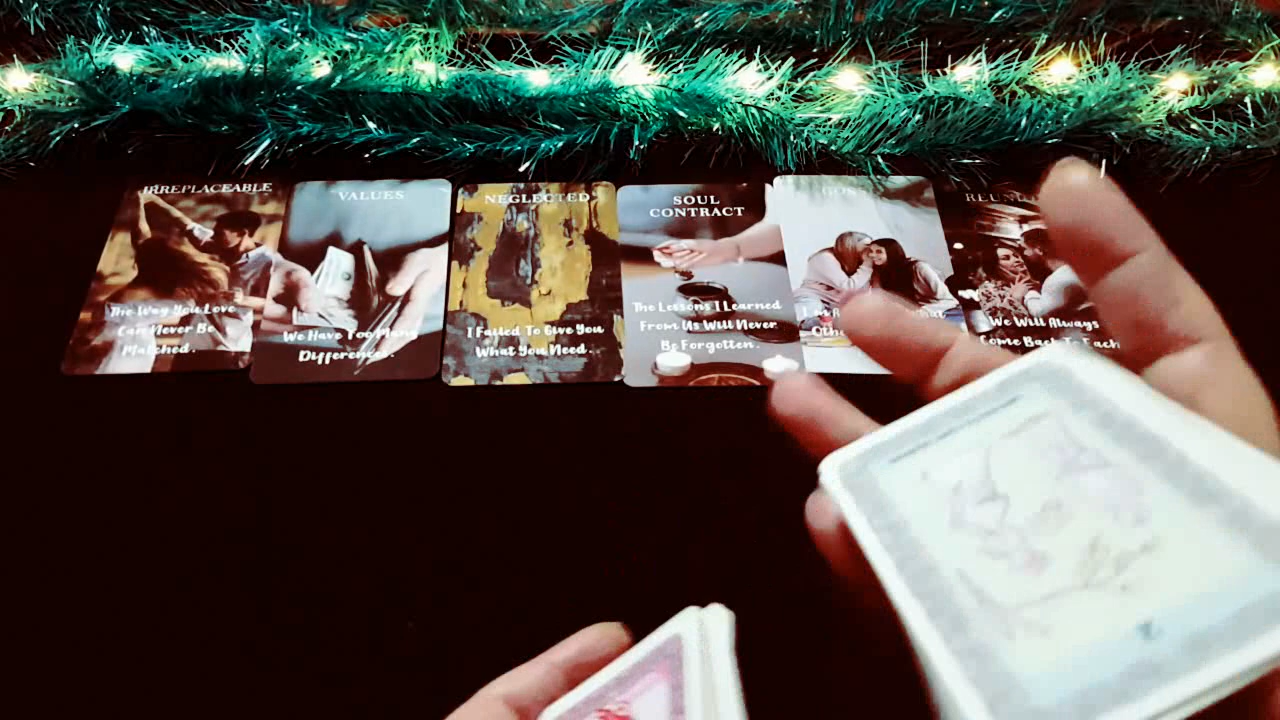 IRREPLACEABLE
The Way You Love
Can Never Be
Matched.
VALUES
We Have Too Many
Differences.
NEGLECTED
I Failed To Give You
What You Need.
SOUL
CONTRACT
The Lessons I Learned
From Us Will Never
Be Forgotten.
We Will Always
Come Back To Each